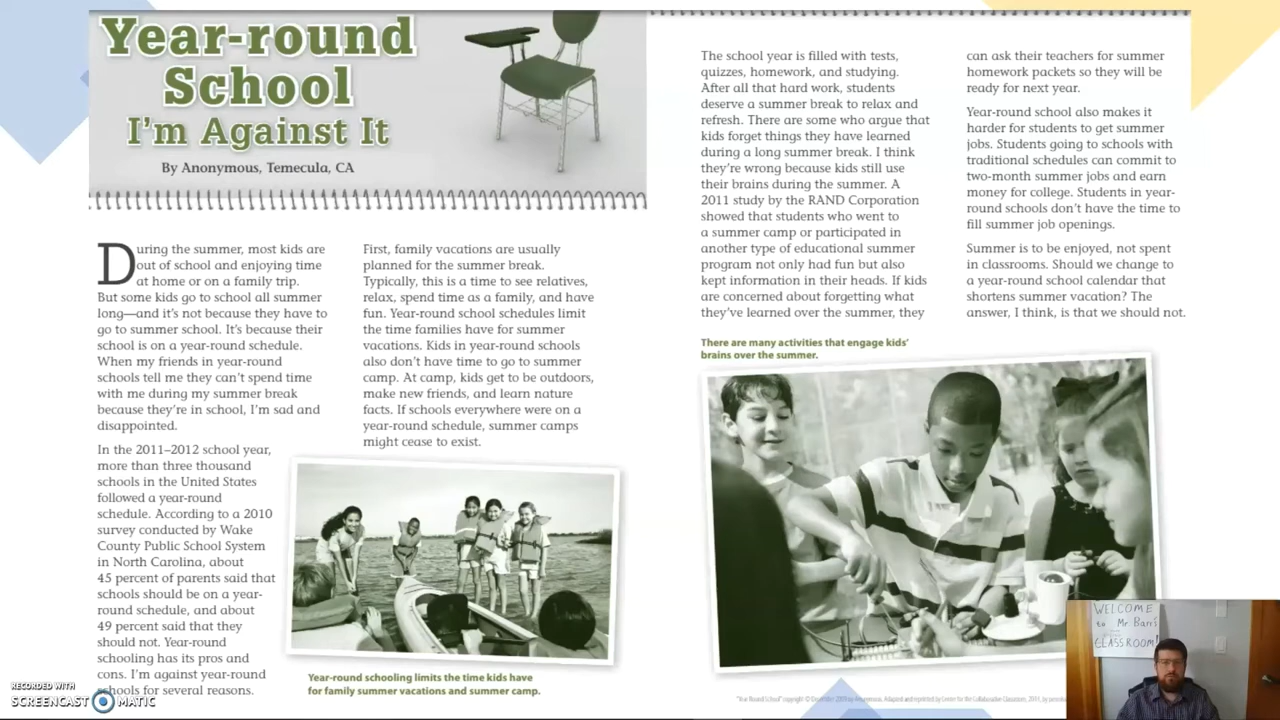 Year-round
School
I'm Against It
By Anonymous, Temecula, CA
During the summer, most kids are
out of school and enjoying time
at home or on a family trip.
But some kids go to school all summer
long—and it's not because they have to
go to summer school. It's because their
school is on a year-round schedule.
When my friends in year-round
schools tell me they can't spend time
with me during my summer break
because they're in school, I'm sad and
disappointed.
In the 2011–2012 school year,
more than three thousand
schools in the United States
followed a year-round
schedule. According to a 2010
survey conducted by Wake
County Public School System
in North Carolina, about
45 percent of parents said that
schools should be on a year-
round schedule, and about
49 percent said that they
should not. Year-round
schooling has its pros and
cons. I'm against year-round
schools for several reasons.
First, family vacations are usually
planned for the summer break.
Typically, this is a time to see relatives,
relax, spend time as a family, and have
fun. Year-round school schedules limit
the time families have for summer
vacations. Kids in year-round schools
also don't have time to go to summer
camp. At camp, kids get to be outdoors,
make new friends, and learn nature
facts. If schools everywhere were on a
year-round schedule, summer camps
might cease to exist.
Year-round schooling limits the time kids have
for family summer vacations and summer camp.
The school year is filled with tests,
quizzes, homework, and studying.
After all that hard work, students
deserve a summer break to relax and
refresh. There are some who argue that
kids forget things they have learned
during a long summer break. I think
they're wrong because kids still use
their brains during the summer. A
2011 study by the RAND Corporation
showed that students who went to
a summer camp or participated in
another type of educational summer
program not only had fun but also
kept information in their heads. If kids
are concerned about forgetting what
they've learned over the summer, they
can ask their teachers for summer
homework packets so they will be
ready for next year.
Year-round school also makes it
harder for students to get summer
jobs. Students going to schools with
traditional schedules can commit to
two-month summer jobs and earn
money for college. Students in year-
round schools don't have the time to
fill summer job openings.
Summer is to be enjoyed, not spent
in classrooms. Should we change to
a year-round school calendar that
shortens summer vacation? The
answer, I think, is that we should not.
There are many activities that engage kids'
brains over the summer.
WELCOME
to Mr. Barr's
CLASSROOM!
RECORDED WITH
SCREENCAST MATIC